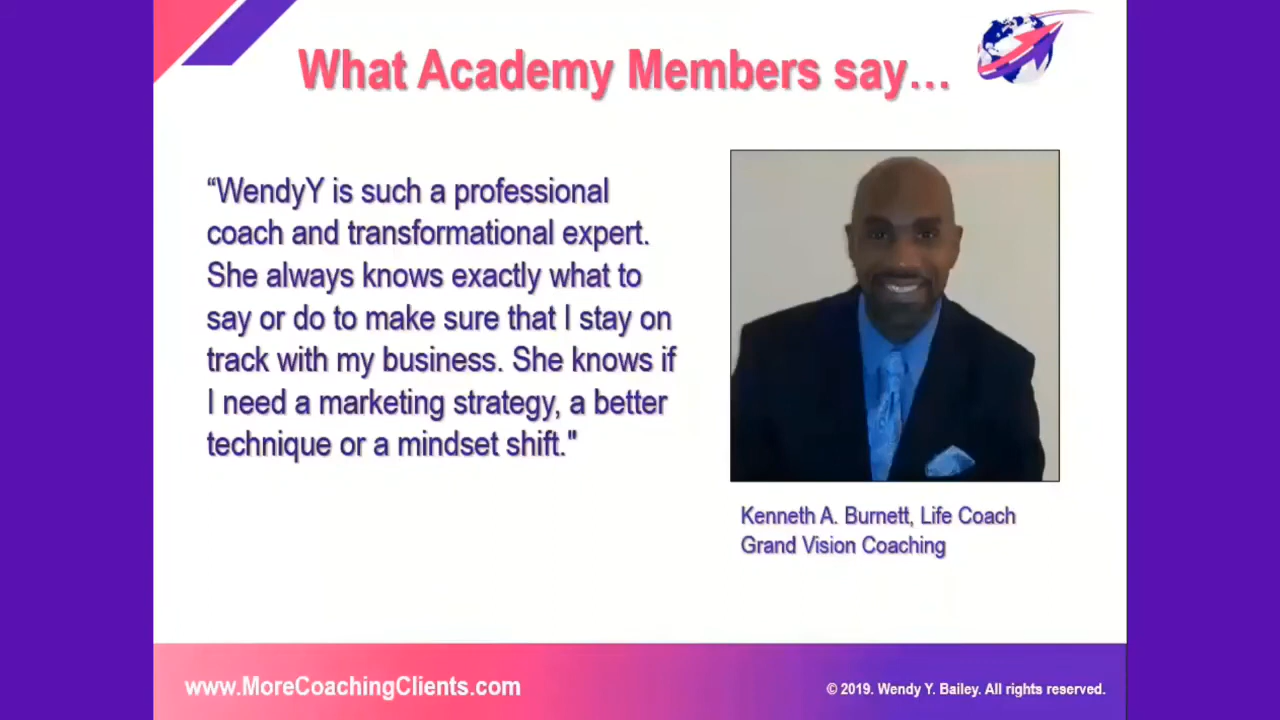 What Academy Members say…
“WendyY is such a professional
coach and transformational expert.
She always knows exactly what to
say or do to make sure that I stay on
track with my business. She knows if
I need a marketing strategy, a better
technique or a mindset shift."
Kenneth A. Burnett, Life Coach
Grand Vision Coaching
www.MoreCoachingClients.com
© 2019. Wendy Y. Bailey. All rights reserved.